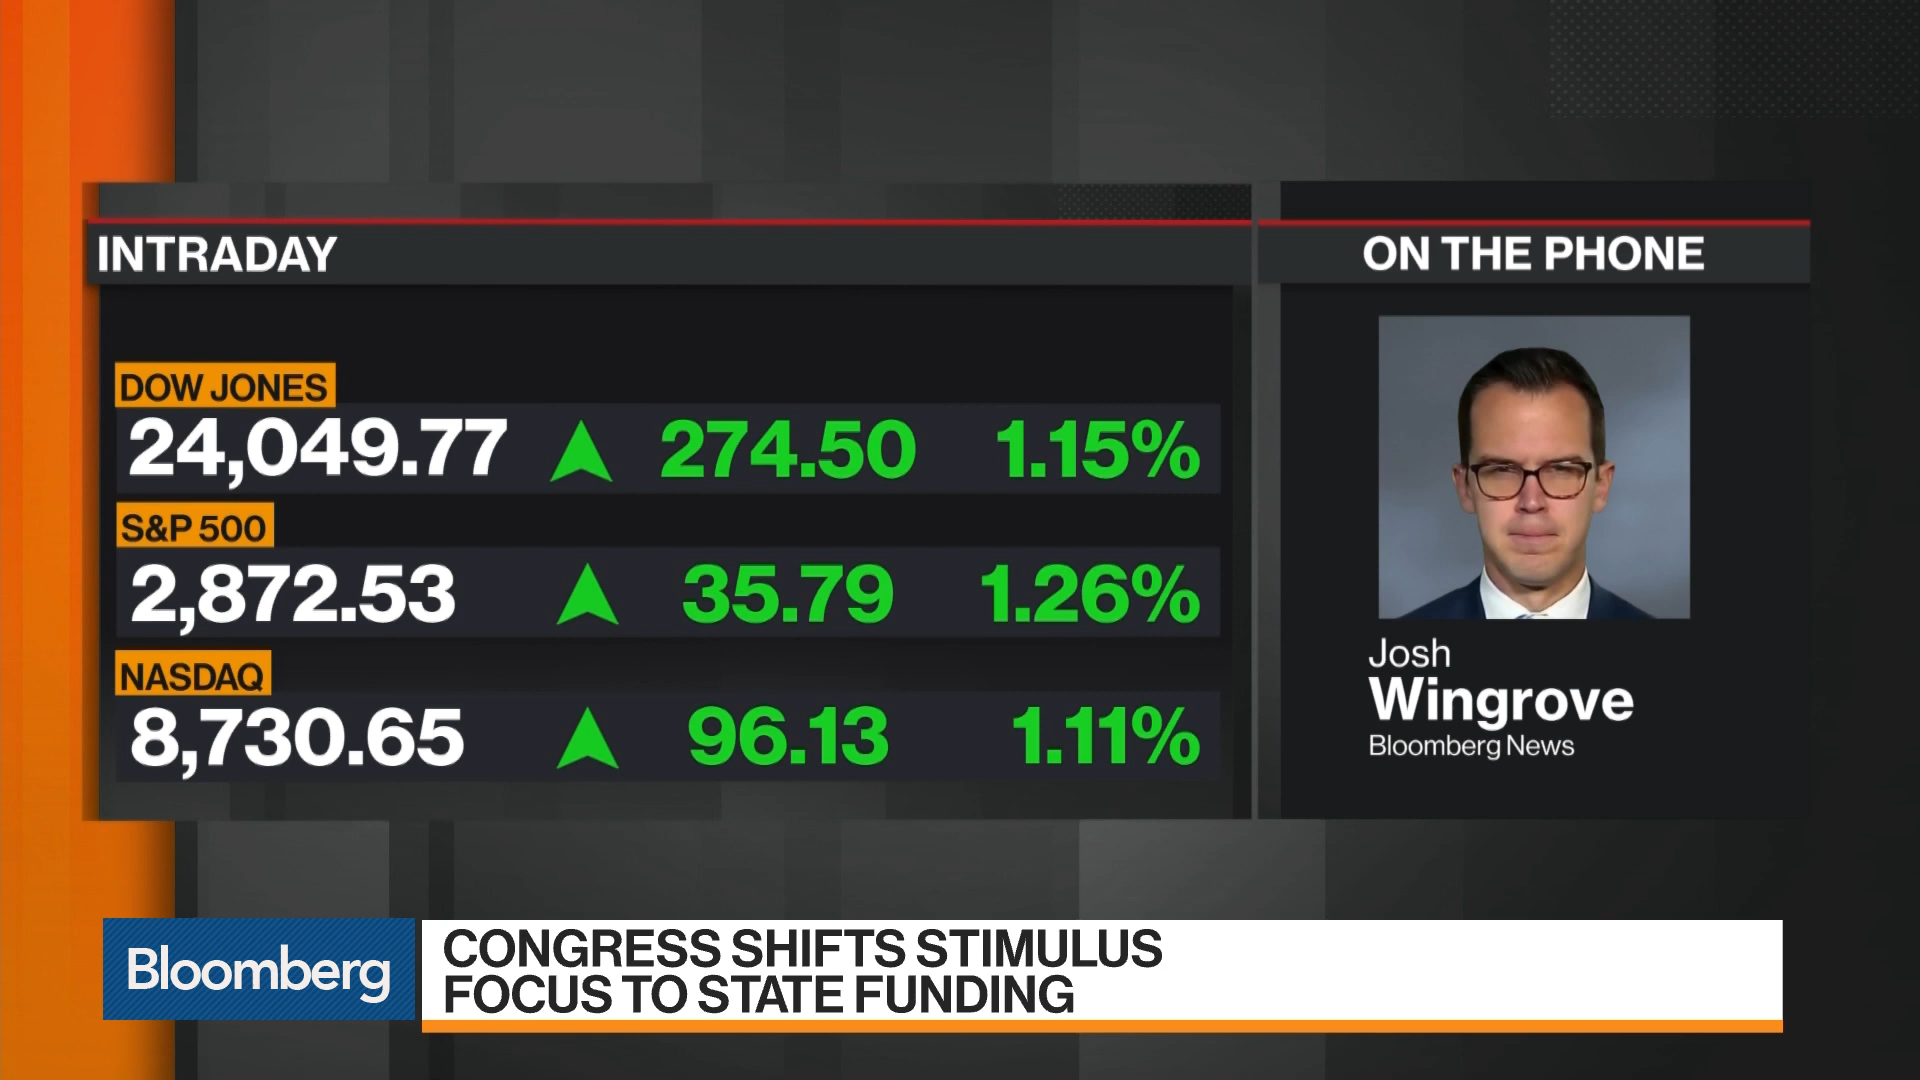 INTRADAY
DOW JONES
24,049.77 ▲ 274.50 1.15%
S&P 500
2,872.53 ▲ 35.79 1.26%
NASDAQ
8,730.65 ▲ 96.13 1.11%
ON THE PHONE
Josh
Wingrove
Bloomberg News
Bloomberg
CONGRESS SHIFTS STIMULUS
FOCUS TO STATE FUNDING